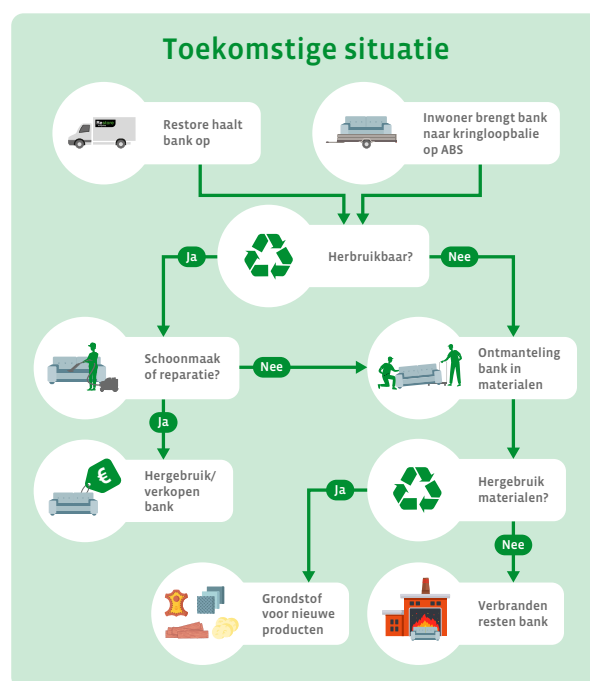 Toekomstige situatie
Restore haalt
bank op
Inwoner brengt bank
naar kringloopbalie
op ABS
Restore
Herbruikbaar?
Ja
Nee
Schoonmaak
of reparatie?
Nee
Ontmanteling
bank in
materialen
Ja
€
Hergebruik/
verkopen
bank
Hergebruik
materialen?
Ja
Nee
Grondstof
voor nieuwe
producten
Verbranden
resten bank